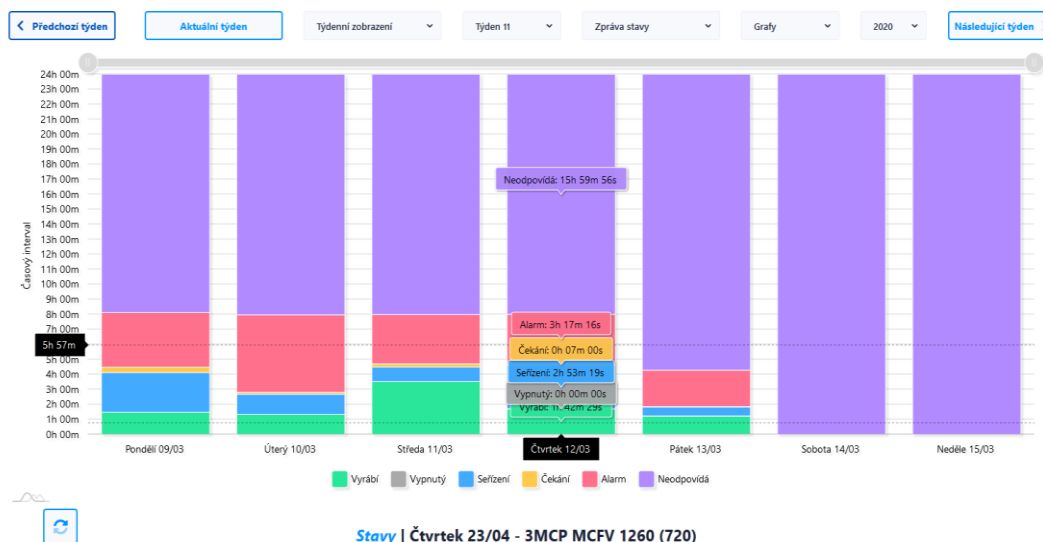 Předchozí týden Aktuální týden Týdenní zobrazení Týden 11 Zpráva stavy Grafy 2020 Následující týden
Časový interval
24h 00m
23h 00m
22h 00m
21h 00m
20h 00m
19h 00m
18h 00m
17h 00m
16h 00m
15h 00m
14h 00m
13h 00m
12h 00m
11h 00m
10h 00m
9h 00m
8h 00m
7h 00m
5h 57m
5h 00m
4h 00m
3h 00m
2h 00m
1h 00m
0h 00m
Neodpovídá: 15h 59m 56s
Alarm: 3h 17m 16s
Čekání: 0h 07m 00s
Seřízení: 2h 53m 19s
Vypnutý: 0h 00m 00s
Vyrábí: 1h 42m 29s
Pondělí 09/03 Úterý 10/03 Středa 11/03 Čtvrtek 12/03 Pátek 13/03 Sobota 14/03 Neděle 15/03
Vyrábí Vypnutý Seřízení Čekání Alarm Neodpovídá
Stavy | Čtvrtek 23/04 - 3MCP MCFV 1260 (720)